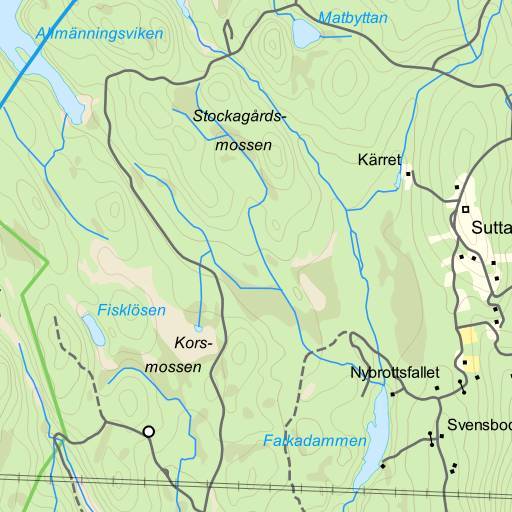 Matbyttan
Allmänningsviken
Stockagårds-
mossen
Kärret
Sutta
Fisklösen
Kors-
mossen
Nybrottsfallet
Svensbo
Falkadammen